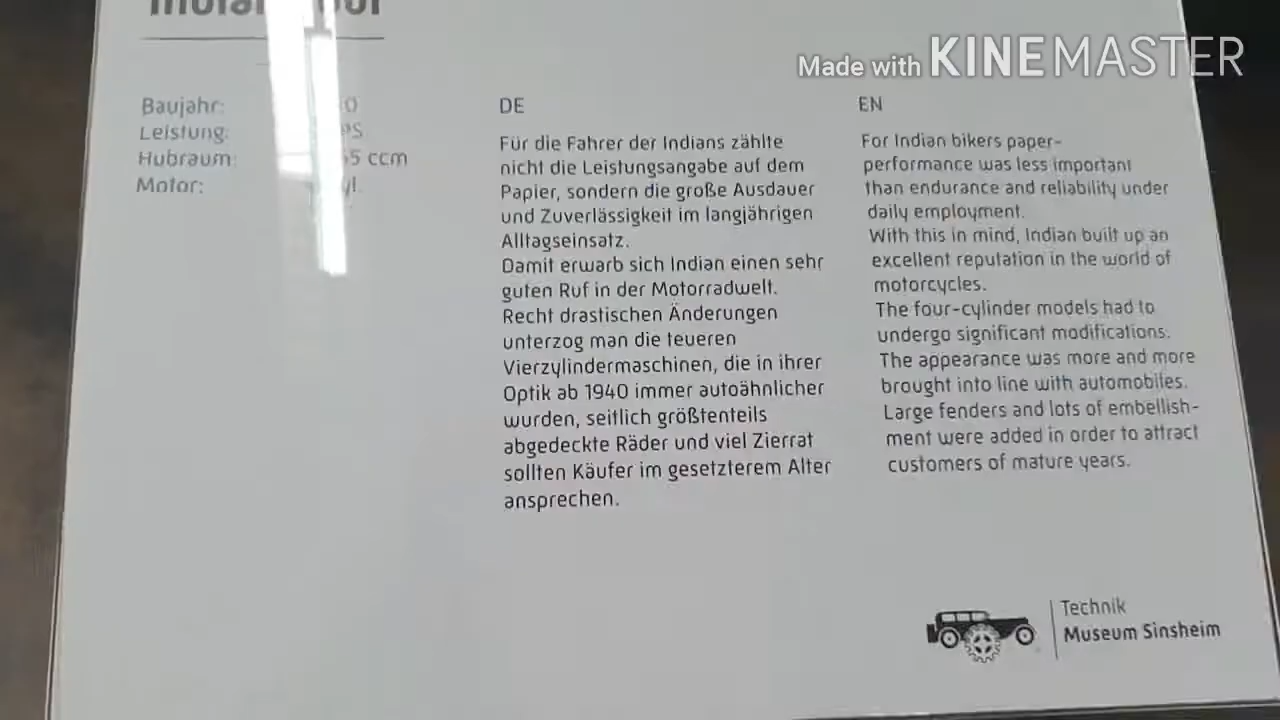 Made with KINEMASTER
Baujahr:
Leistung: PS
Hubraum: ccm
Motor:
DE
Für die Fahrer der Indians zählte
nicht die Leistungsangabe auf dem
Papier, sondern die große Ausdauer
und Zuverlässigkeit im langjährigen
Alltagseinsatz.
Damit erwarb sich Indian einen sehr
guten Ruf in der Motorradwelt.
Recht drastischen Änderungen
unterzog man die teueren
Vierzylindermaschinen, die in ihrer
Optik ab 1940 immer autoähnlicher
wurden, seitlich größtenteils
abgedeckte Räder und viel Zierrat
sollten Käufer im gesetzterem Alter
ansprechen.
EN
For Indian bikers paper-
performance was less important
than endurance and reliability under
daily employment.
With this in mind, Indian built up an
excellent reputation in the world of
motorcycles.
The four-cylinder models had to
undergo significant modifications.
The appearance was more and more
brought into line with automobiles.
Large fenders and lots of embellish-
ment were added in order to attract
customers of mature years.
Technik
Museum Sinsheim